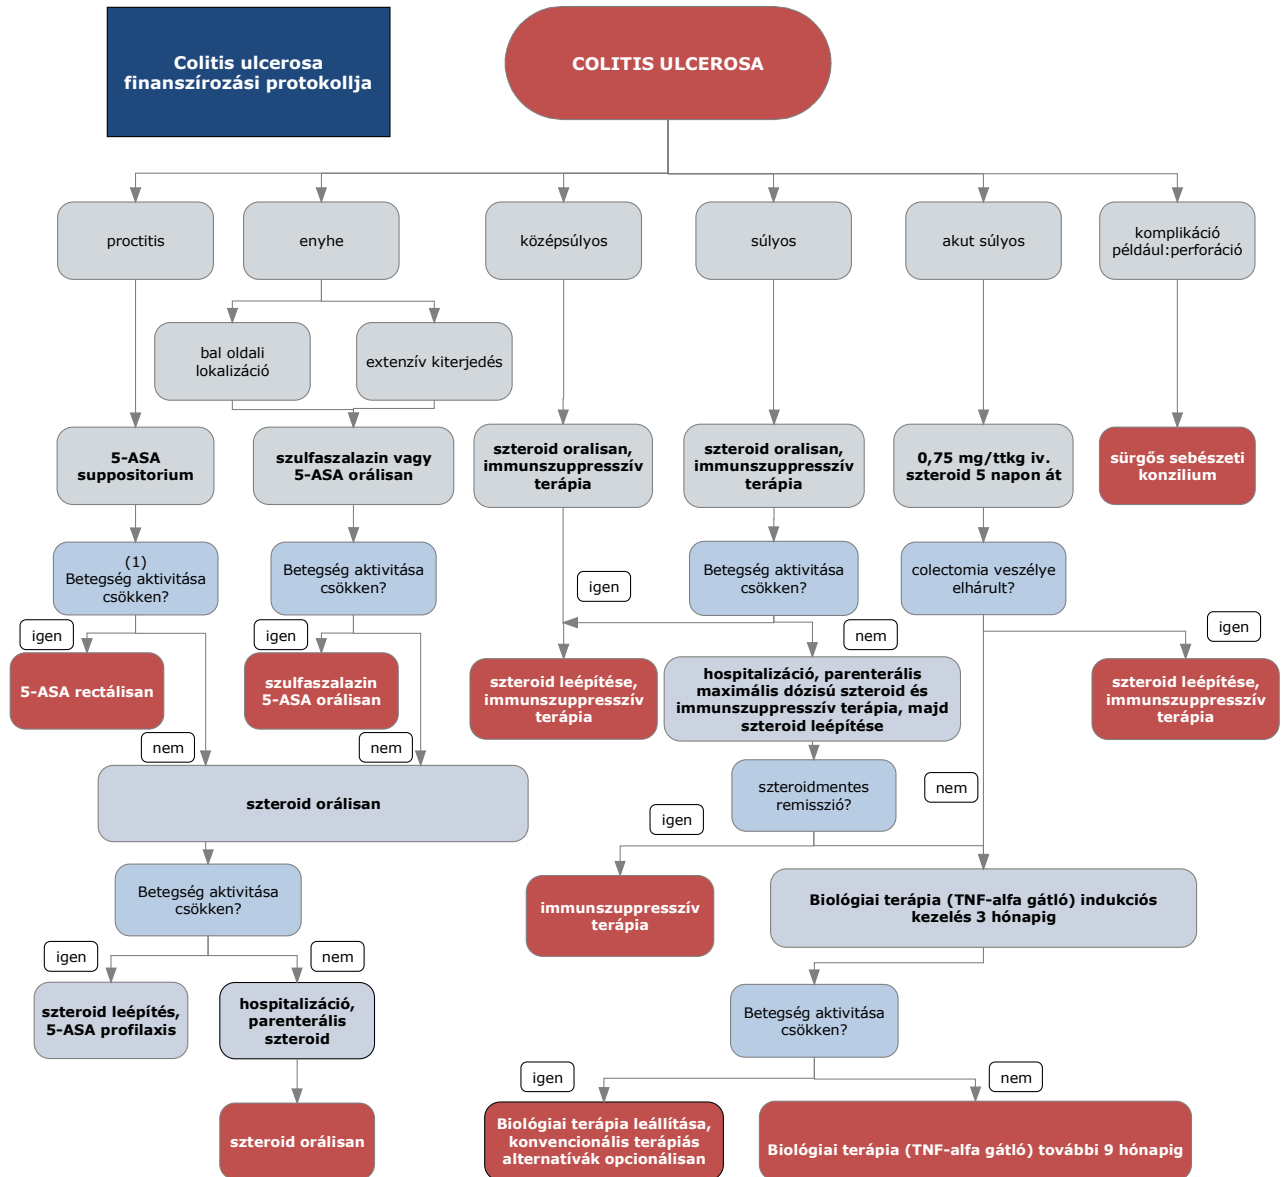 Colitis ulcerosa
finanszírozási protokollja
COLITIS ULCEROSA
proctitis
enyhe
középsúlyos
súlyos
akut súlyos
komplikáció
például:perforáció
bal oldali
lokalizáció
extenzív kiterjedés
5-ASA
suppositorium
szulfaszalazin vagy
5-ASA orálisan
szteroid oralisan,
immunszuppresszív
terápia
szteroid oralisan,
immunszuppresszív
terápia
0,75 mg/ttkg iv.
szteroid 5 napon át
sürgős sebészeti
konzilium
(1)
Betegség aktivitása
csökken?
Betegség aktivitása
csökken?
igen
Betegség aktivitása
csökken?
colectomia veszélye
elhárult?
igen
igen
nem
igen
5-ASA rectálisan
szulfaszalazin
5-ASA orálisan
szteroid leépítése,
immunszuppresszív
terápia
hospitalizáció, parenterális
maximális dózisú szteroid és
immunszuppresszív terápia, majd
szteroid leépítése
szteroid leépítése,
immunszuppresszív
terápia
nem
nem
szteroid orálisan
szteroidmentes
remisszió?
nem
igen
Betegség aktivitása
csökken?
immunszuppresszív
terápia
Biológiai terápia (TNF-alfa gátló) indukciós
kezelés 3 hónapig
igen
nem
szteroid leépítés,
5-ASA profilaxis
hospitalizáció,
parenterális
szteroid
Betegség aktivitása
csökken?
igen
nem
szteroid orálisan
Biológiai terápia leállítása,
konvencionális terápiás
alternatívák opcionálisan
Biológiai terápia (TNF-alfa gátló) további 9 hónapig